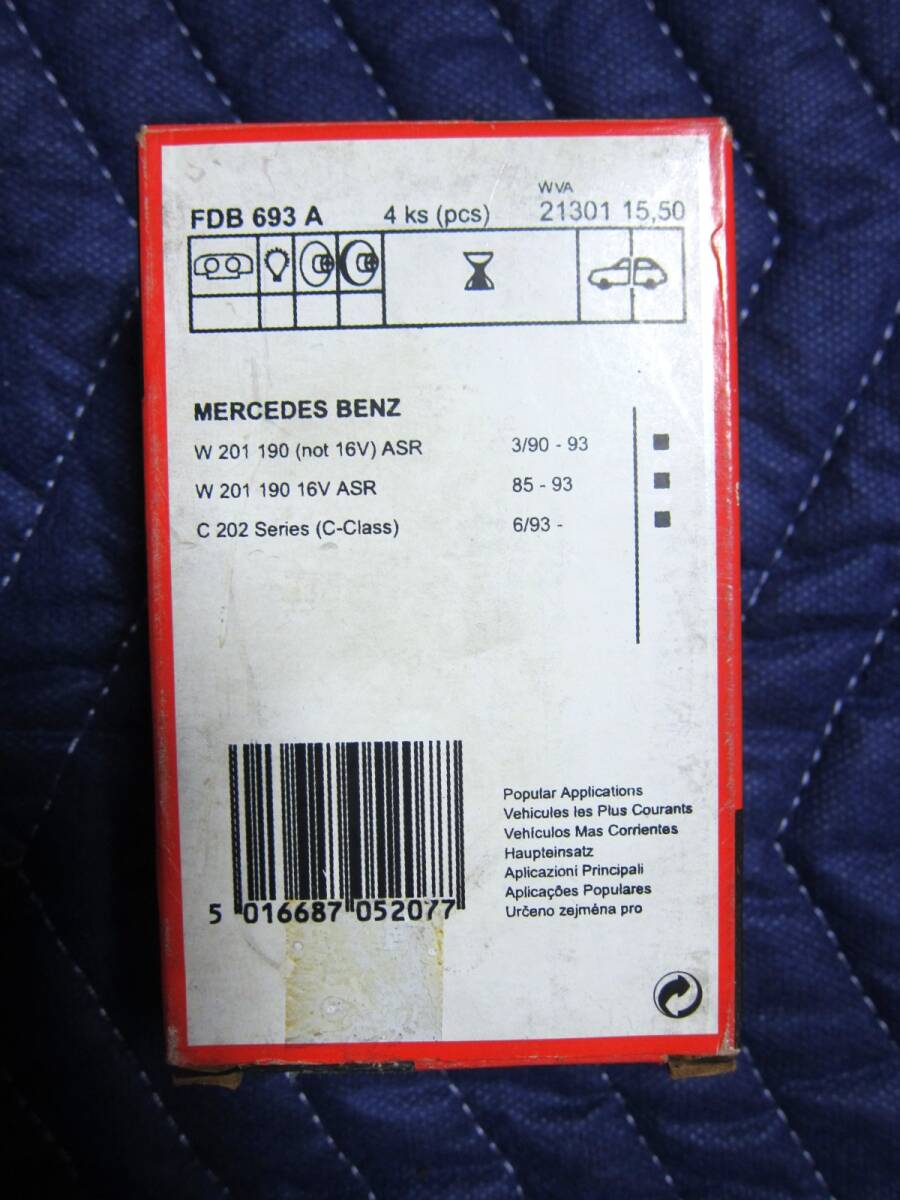 WVA
FDB 693 A 4 ks (pcs) 21301 15,50
MERCEDES BENZ
W 201 190 (not 16V) ASR 3/90 - 93
W 201 190 16V ASR 85 - 93
C 202 Series (C-Class) 6/93 -
Popular Applications
Vehicules les Plus Courants
Vehículos Mas Corrientes
Haupteinsatz
Aplicazioni Principali
Aplicações Populares
Určeno zejména pro
5 016687 052077